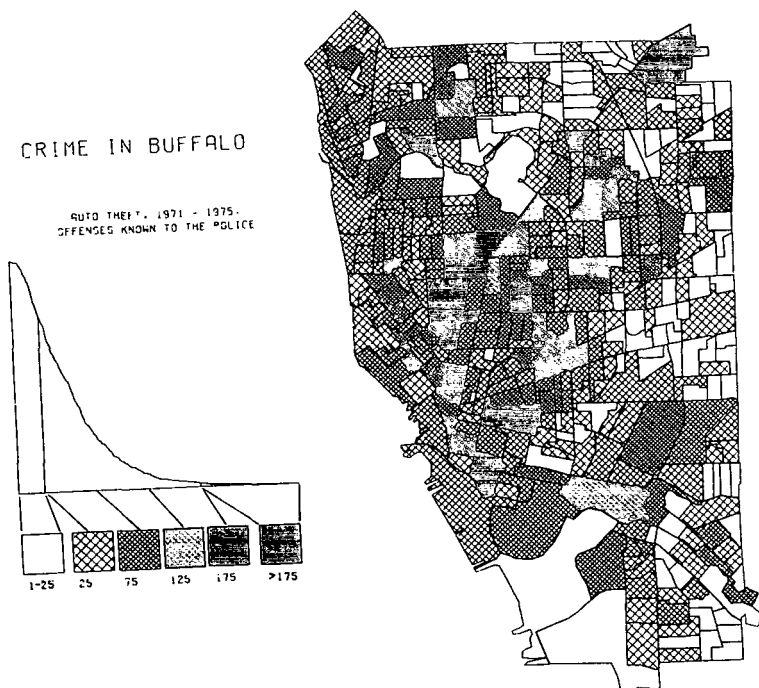 CRIME IN BUFFALO
AUTO THEFT, 1971 - 1975.
OFFENSES KNOWN TO THE POLICE
1-25 25 75 125 175 >175